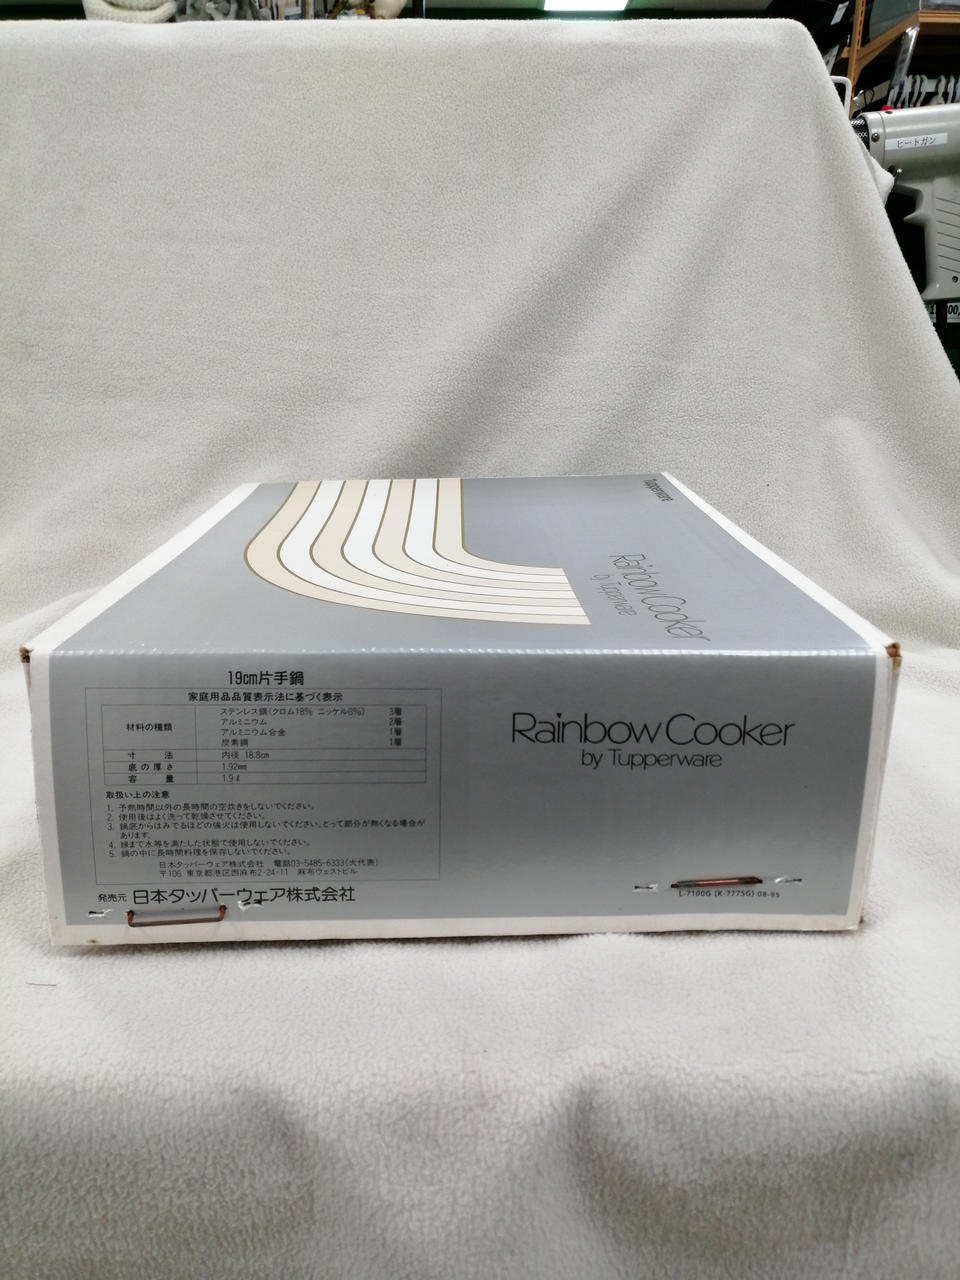 ヒートガン
Tupperware
Rainbow Cooker
by Tupperware
19cm片手鍋
家庭用品品質表示法に基づく表示
材料の種類
ステンレス鋼(クロム18% ニッケル8%) 3層
アルミニウム 2層
アルミニウム合金 1層
炭素鋼 1層
寸法 内径 18.8cm
底の厚さ 1.92mm
容量 1.9ℓ
取扱い上の注意
1. 予熱時間以外の長時間の空炊きをしないでください。
2. 使用後はよく洗って乾燥させてください。
3. 鍋底からはみでるほどの強火は使用しないでください。とって部分が熱くなる場合が
あります。
4. 縁まで水等を満たした状態で使用しないでください。
5. 鍋の中に長時間料理を保存しないでください。
日本タッパーウェア株式会社 電話03-5485-6333(大代表)
〒106 東京都港区西麻布2-24-11 麻布ウェストビル
発売元 日本タッパーウェア株式会社
Rainbow Cooker
by Tupperware
L-7100G (K-7775G) 08-95